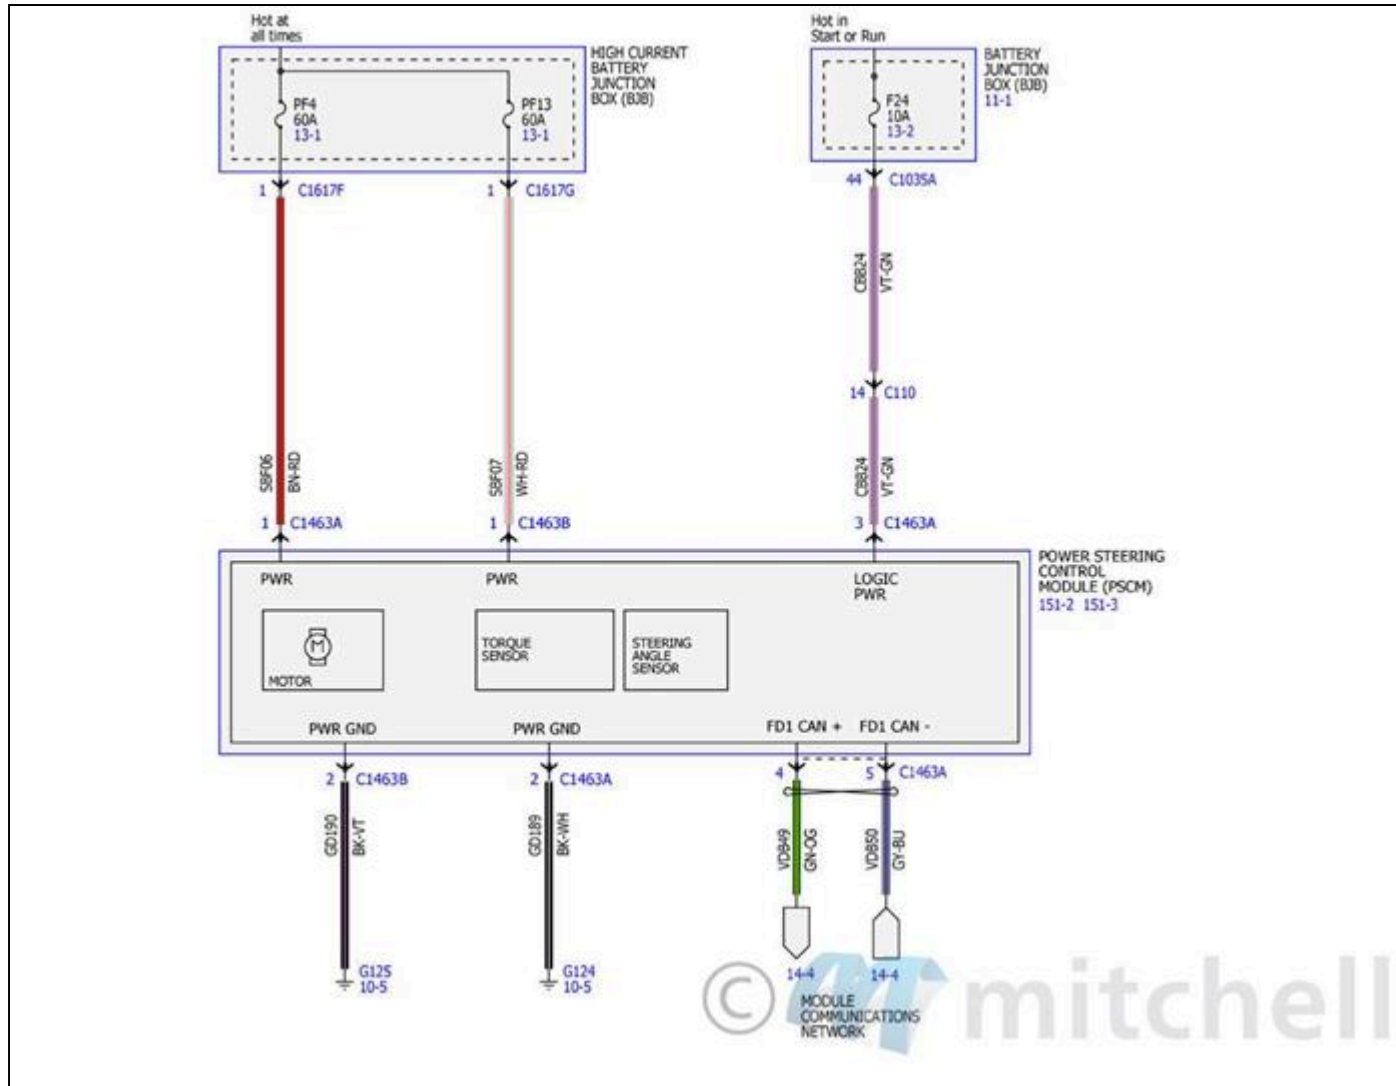 Hot at
all times
Hot in
Start or Run
HIGH CURRENT
BATTERY
JUNCTION
BOX (BJB)
BATTERY
JUNCTION
BOX (BJB)
11-1
PF4
60A
13-1
PF13
60A
13-1
F24
10A
13-2
1 C1617F
1 C1617G
44 C1035A
CBB24
VT-GN
14 C110
SBF06
BN-RD
SBF07
WH-RD
CBB24
VT-GN
1 C1463A
1 C1463B
3 C1463A
POWER STEERING
CONTROL
MODULE (PSCM)
151-2 151-3
PWR
PWR
LOGIC
PWR
M
MOTOR
TORQUE
SENSOR
STEERING
ANGLE
SENSOR
PWR GND
PWR GND
FD1 CAN +
FD1 CAN -
2 C1463B
2 C1463A
4
5 C1463A
GD190
BK-VT
GD189
BK-WH
VDB49
GN-OG
VDB50
GY-BU
G125
10-5
G124
10-5
14-4
14-4
MODULE
COMMUNICATIONS
NETWORK
© mitchell